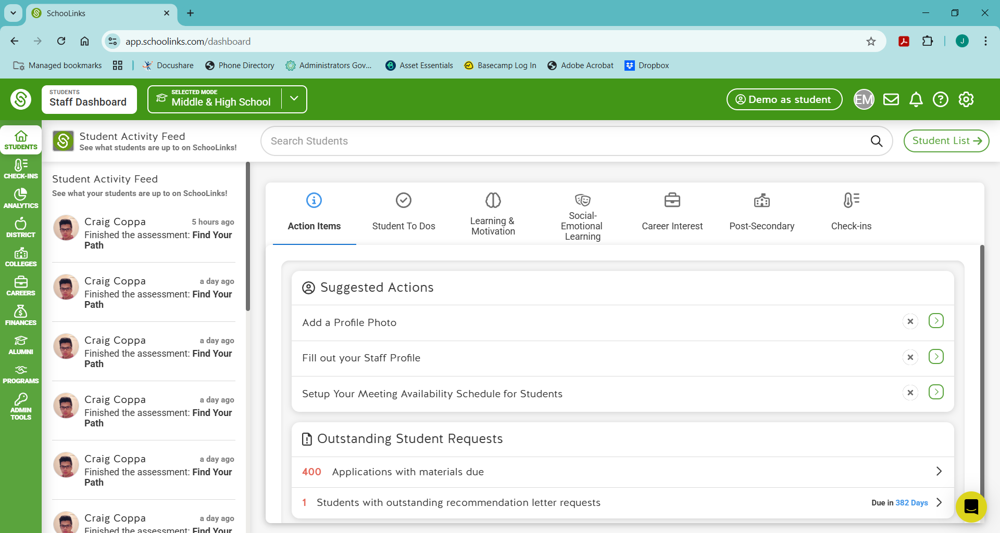 SchooLinks
app.schoolinks.com/dashboard
J
Managed bookmarks
Docushare
Phone Directory
Administrators Gov...
Asset Essentials
Basecamp Log In
Adobe Acrobat
Dropbox
STUDENTS
Staff Dashboard
SELECTED MODE
Middle & High School
Demo as student
EM
STUDENTS
CHECK-INS
ANALYTICS
DISTRICT
COLLEGES
CAREERS
FINANCES
ALUMNI
PROGRAMS
ADMIN
TOOLS
Student Activity Feed
See what students are up to on SchooLinks!
Search Students
Student List
Student Activity Feed
See what your students are up to on SchooLinks!
Craig Coppa 5 hours ago
Finished the assessment: Find Your
Path
Craig Coppa a day ago
Finished the assessment: Find Your
Path
Craig Coppa a day ago
Finished the assessment: Find Your
Path
Craig Coppa a day ago
Finished the assessment: Find Your
Path
Craig Coppa a day ago
Finished the assessment: Find Your
Path
Craig Coppa a day ago
Finished the assessment: Find Your
Action Items
Student To Dos
Learning &
Motivation
Social-
Emotional
Learning
Career Interest
Post-Secondary
Check-ins
Suggested Actions
Add a Profile Photo
Fill out your Staff Profile
Setup Your Meeting Availability Schedule for Students
Outstanding Student Requests
400 Applications with materials due
1 Students with outstanding recommendation letter requests Due in 382 Days